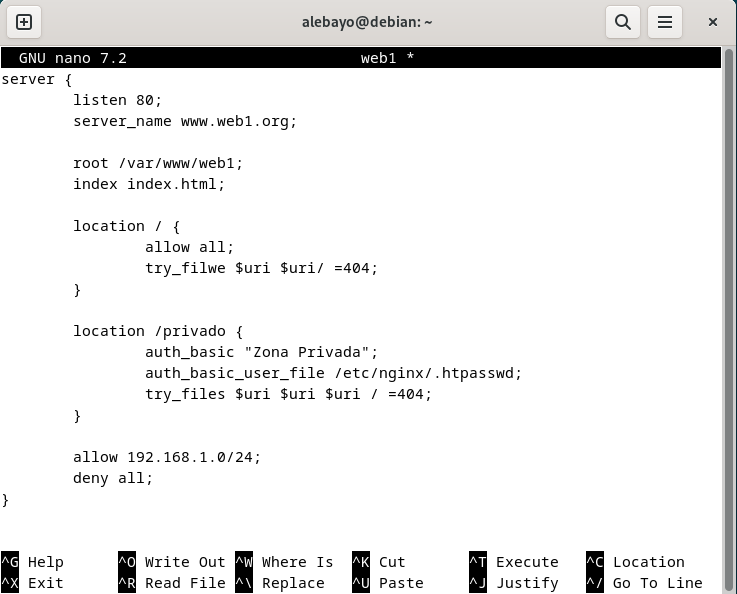 alebayo@debian: ~
GNU nano 7.2 web1 *
server {
listen 80;
server_name www.web1.org;
root /var/www/web1;
index index.html;
location / {
allow all;
try_filwe $uri $uri/ =404;
}
location /privado {
auth_basic "Zona Privada";
auth_basic_user_file /etc/nginx/.htpasswd;
try_files $uri $uri $uri / =404;
}
allow 192.168.1.0/24;
deny all;
}
^G Help ^O Write Out ^W Where Is ^K Cut ^T Execute ^C Location
^X Exit ^R Read File ^\ Replace ^U Paste ^J Justify ^/ Go To Line